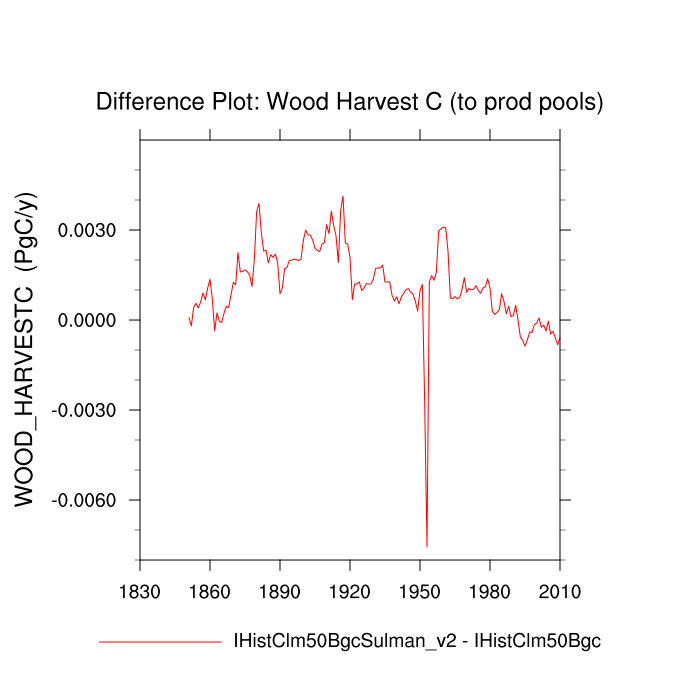 Difference Plot: Wood Harvest C (to prod pools)
WOOD_HARVESTC  (PgC/y)
0.0030
0.0000
-0.0030
-0.0060
1830 1860 1890 1920 1950 1980 2010
IHistClm50BgcSulman_v2 - IHistClm50Bgc